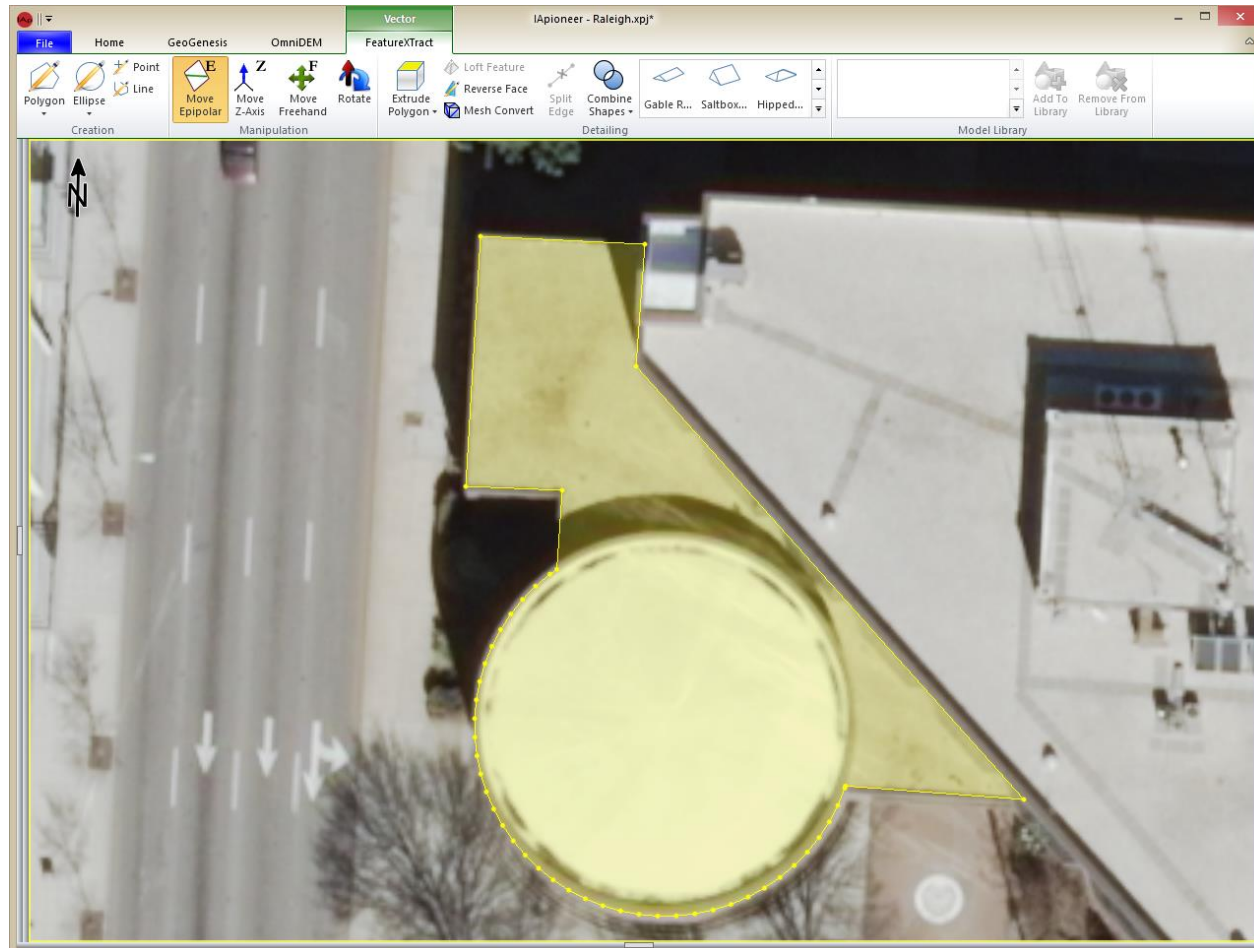 IAp
Vector
IApioneer - Raleigh.xpj*
File Home GeoGenesis OmniDEM FeatureXTract
Polygon
Ellipse
Point
Line
Creation
E
Move
Epipolar
Z
Move
Z-Axis
F
Move
Freehand
Rotate
Manipulation
Extrude
Polygon
Loft Feature
Reverse Face
Mesh Convert
Split
Edge
Combine
Shapes
Gable R... Saltbox... Hipped...
Detailing
Add To
Library
Remove From
Library
Model Library
N